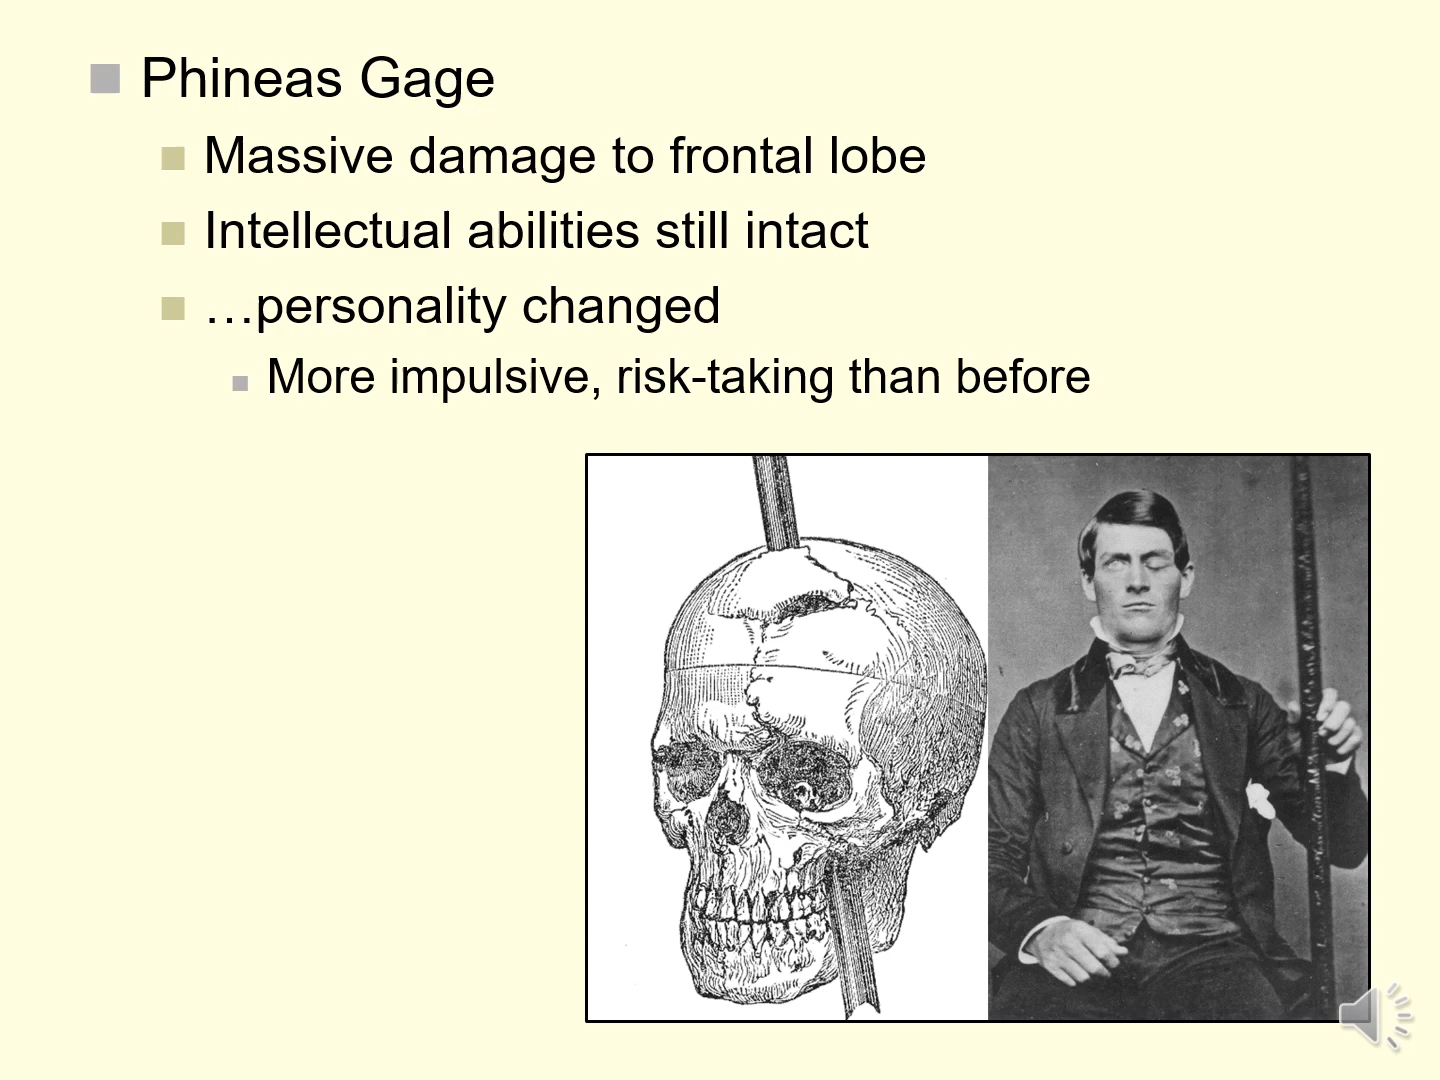 Phineas Gage
Massive damage to frontal lobe
Intellectual abilities still intact
…personality changed
More impulsive, risk-taking than before